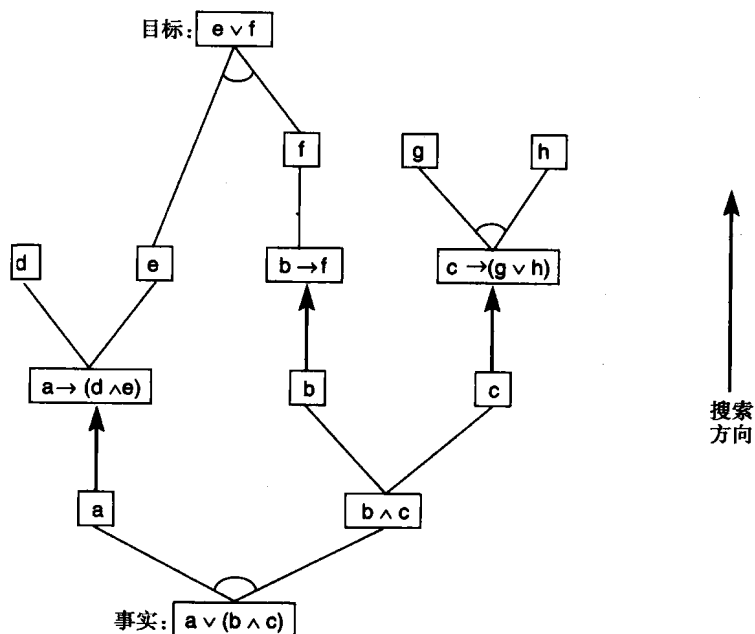 目标: e ∨ f
f
g
h
d
e
b → f
c → (g ∨ h)
a → (d ∧ e)
b
c
搜索
方向
a
b ∧ c
事实: a ∨ (b ∧ c)